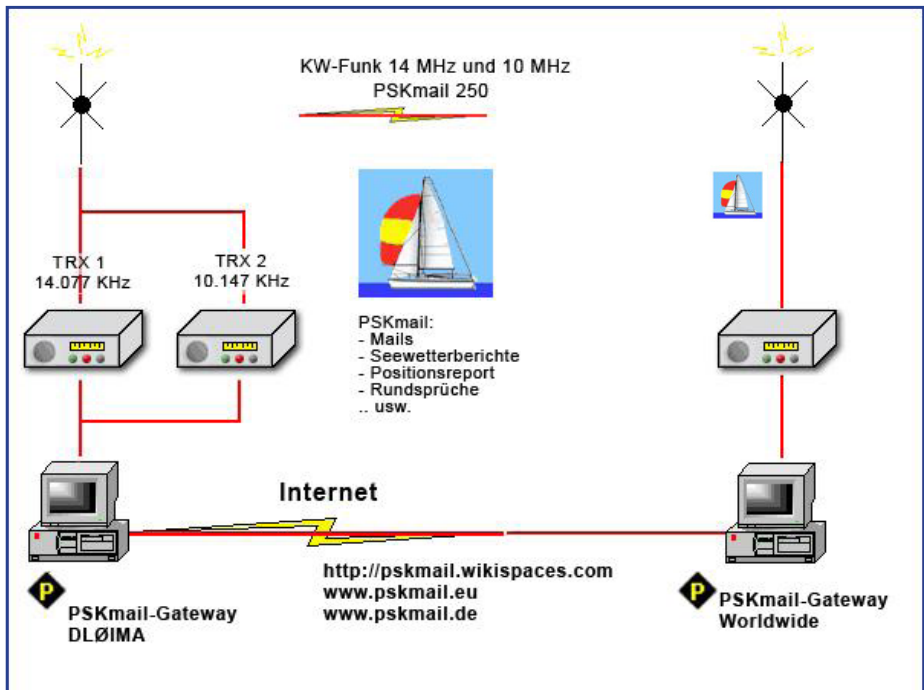 KW-Funk 14 MHz und 10 MHz
PSKmail 250
TRX 1
14.077 KHz
TRX 2
10.147 KHz
PSKmail:
- Mails
- Seewetterberichte
- Positionsreport
- Rundsprüche
.. usw.
Internet
http://pskmail.wikispaces.com
www.pskmail.eu
www.pskmail.de
P
PSKmail-Gateway
DLØIMA
P
PSKmail-Gateway
Worldwide